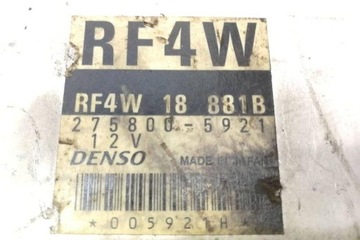 RF4W
RF4W 18 881B
275800-5921
12V
DENSO MADE IN JAPAN
*005921H*